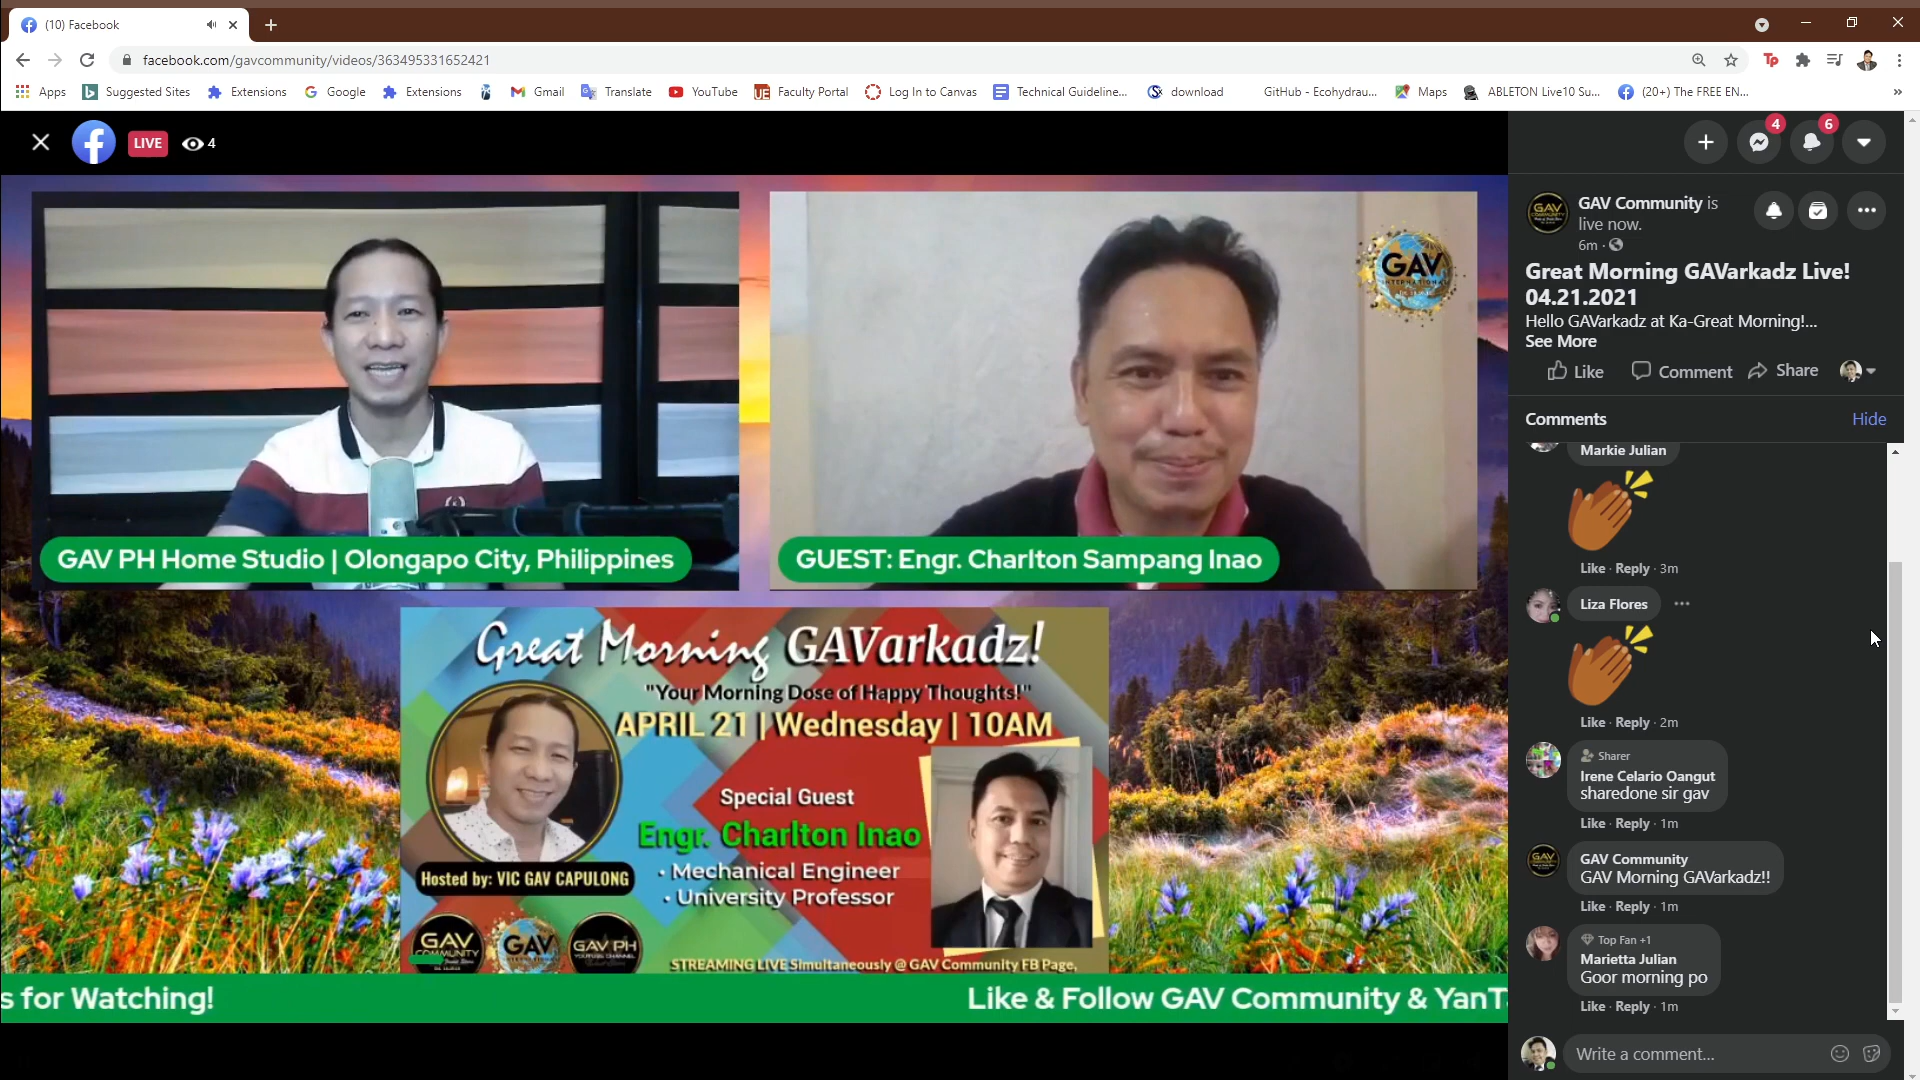 (10) Facebook
facebook.com/gavcommunity/videos/363495331652421
Apps
Suggested Sites
Extensions
Google
Extensions
Gmail
Translate
YouTube
Faculty Portal
Log In to Canvas
Technical Guideline...
download
GitHub - Ecohydrau...
Maps
ABLETON Live10 Su...
(20+) The FREE EN...
LIVE
4
4
6
GAV
INTERNATIONAL
GAV PH Home Studio | Olongapo City, Philippines
GUEST: Engr. Charlton Sampang Inao
Great Morning GAVarkadz!
"Your Morning Dose of Happy Thoughts!"
APRIL 21 | Wednesday | 10AM
Special Guest
Engr. Charlton Inao
• Mechanical Engineer
• University Professor
Hosted by: VIC GAV CAPULONG
GAV
COMMUNITY
GAV
GAV PH
STREAMING LIVE Simultaneously @ GAV Community FB Page,
s for Watching!
Like & Follow GAV Community & YanT
GAV Community is
live now.
6m
Great Morning GAVarkadz Live!
04.21.2021
Hello GAVarkadz at Ka-Great Morning!...
See More
Like
Comment
Share
Comments
Hide
Markie Julian
Like · Reply · 3m
Liza Flores
Like · Reply · 2m
Sharer
Irene Celario Oangut
sharedone sir gav
Like · Reply · 1m
GAV Community
GAV Morning GAVarkadz!!
Like · Reply · 1m
Top Fan +1
Marietta Julian
Goor morning po
Like · Reply · 1m
Write a comment...